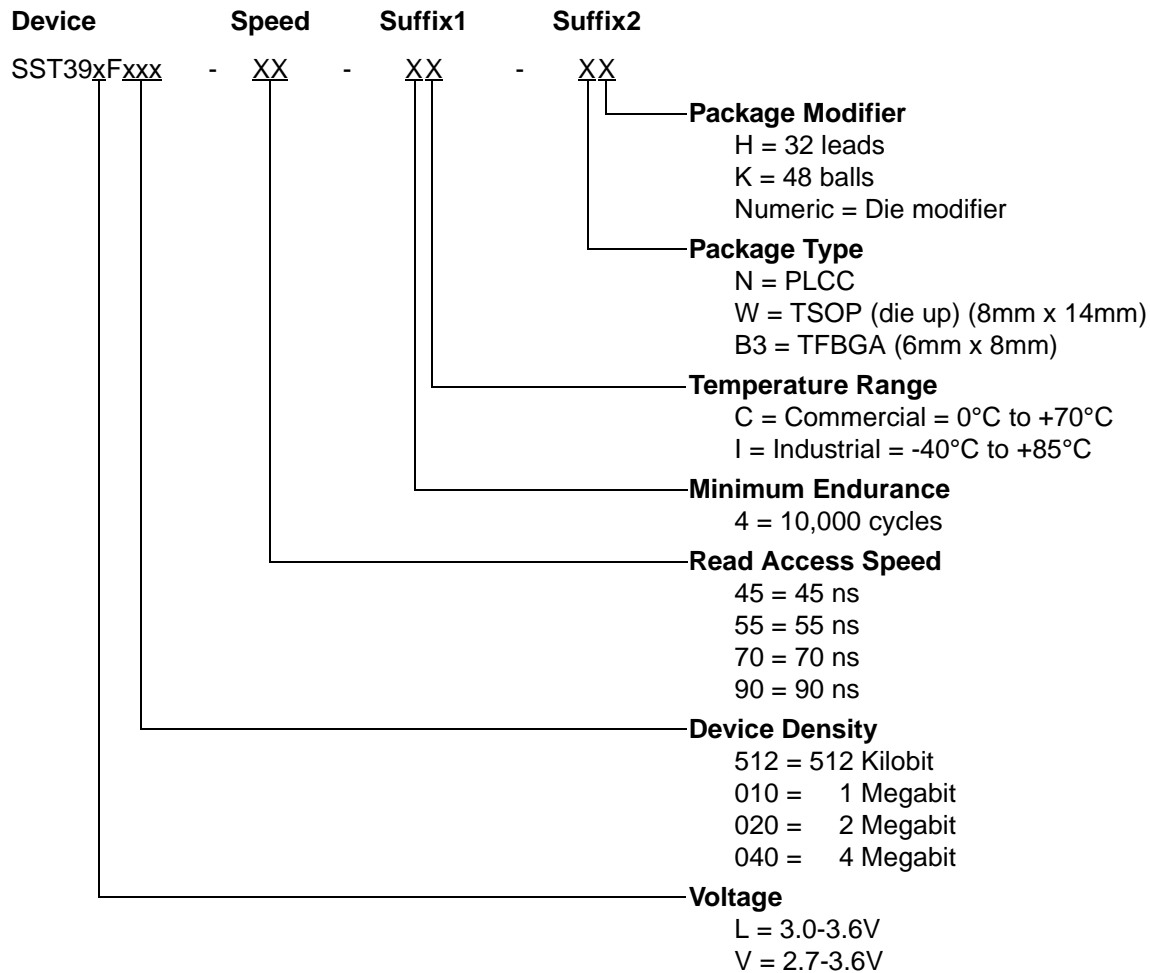 Device Speed Suffix1 Suffix2
SST39xFxxx - XX - XX - XX
Package Modifier
H = 32 leads
K = 48 balls
Numeric = Die modifier
Package Type
N = PLCC
W = TSOP (die up) (8mm x 14mm)
B3 = TFBGA (6mm x 8mm)
Temperature Range
C = Commercial = 0°C to +70°C
I = Industrial = -40°C to +85°C
Minimum Endurance
4 = 10,000 cycles
Read Access Speed
45 = 45 ns
55 = 55 ns
70 = 70 ns
90 = 90 ns
Device Density
512 = 512 Kilobit
010 = 1 Megabit
020 = 2 Megabit
040 = 4 Megabit
Voltage
L = 3.0-3.6V
V = 2.7-3.6V